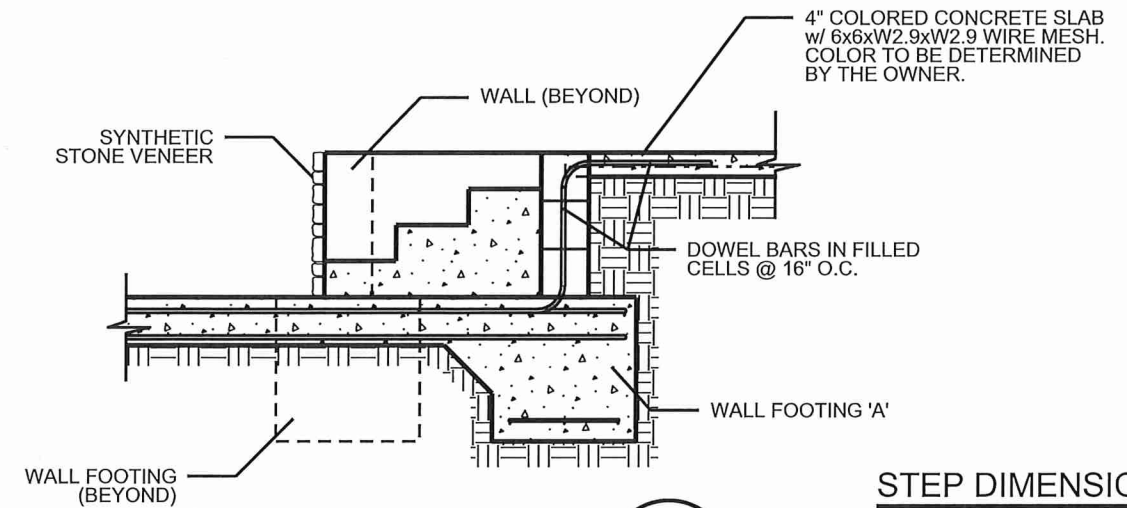 4" COLORED CONCRETE SLAB
w/ 6x6xW2.9xW2.9 WIRE MESH.
COLOR TO BE DETERMINED
BY THE OWNER.
WALL (BEYOND)
SYNTHETIC
STONE VENEER
DOWEL BARS IN FILLED
CELLS @ 16" O.C.
WALL FOOTING 'A'
WALL FOOTING
(BEYOND)
STEP